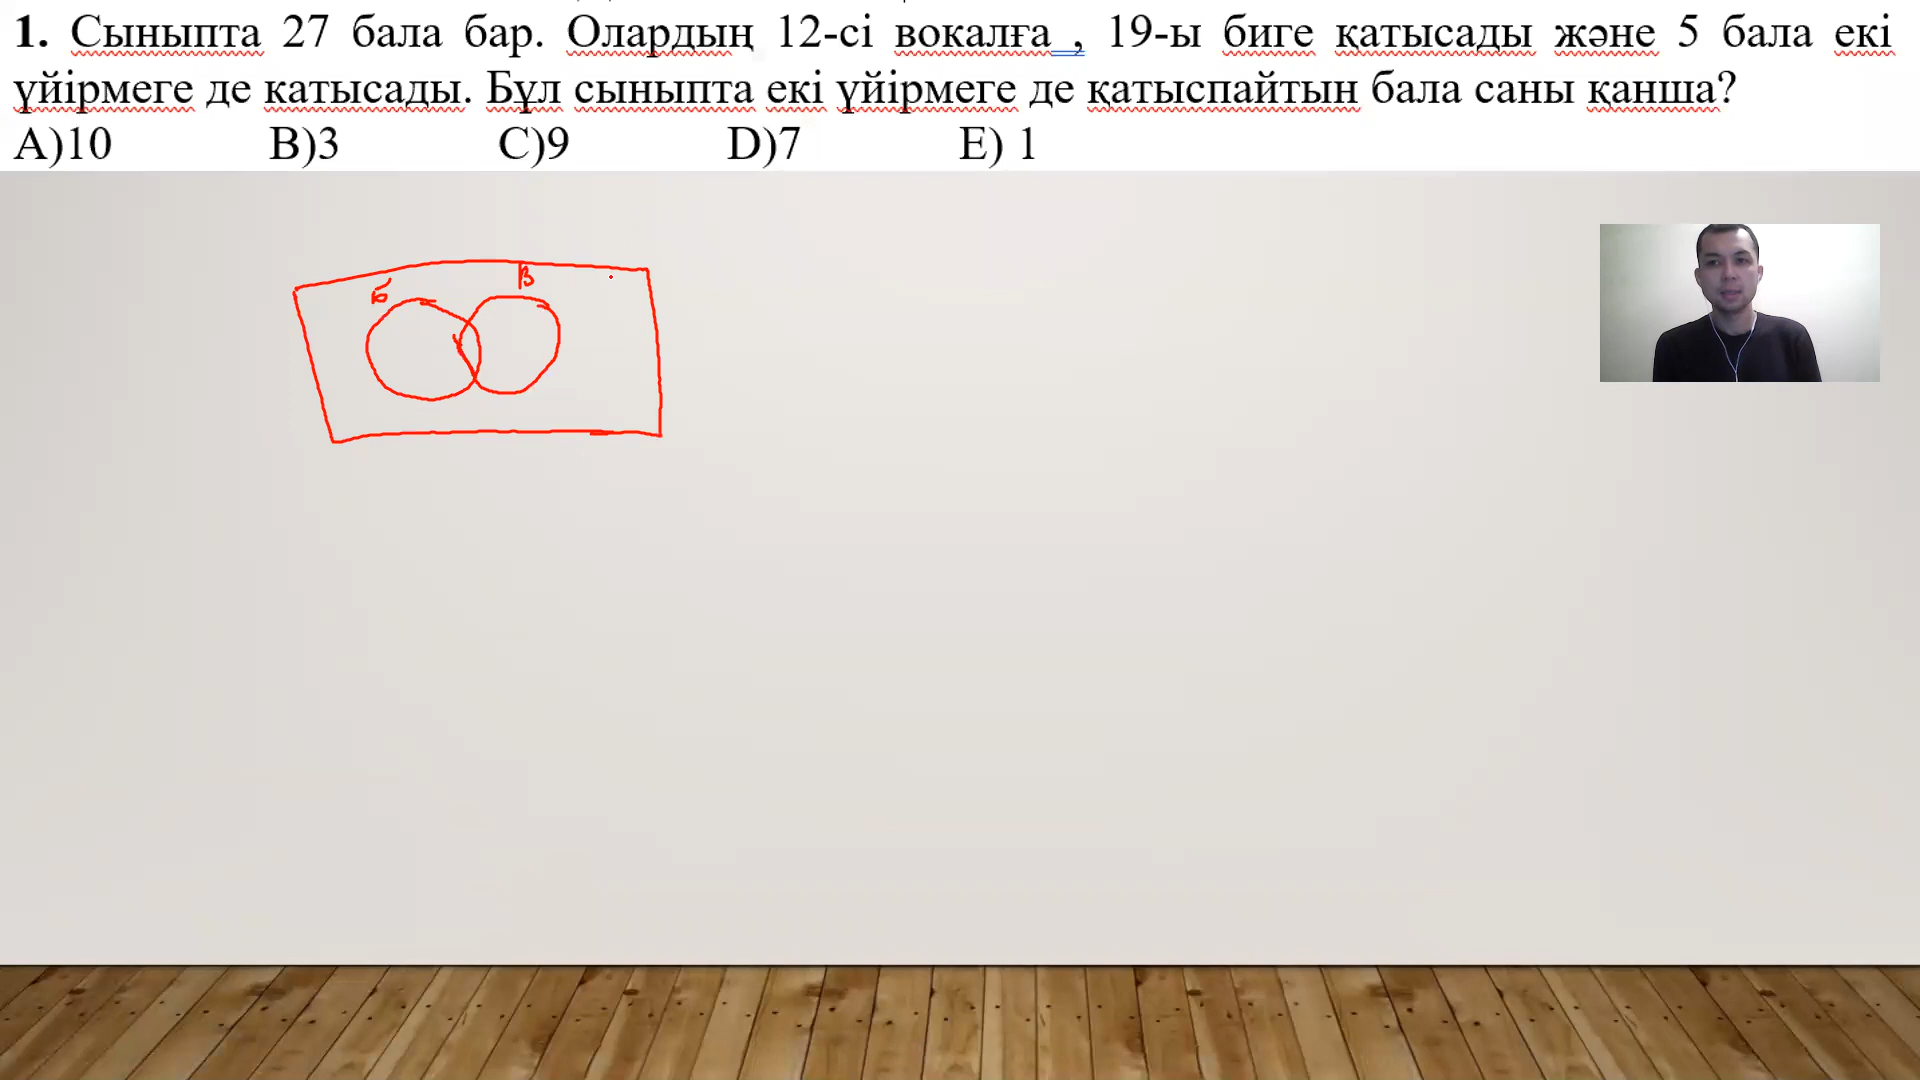 1. Сыныпта 27 бала бар. Олардың 12-сі вокалға , 19-ы биге қатысады және 5 бала екі
үйірмеге де қатысады. Бұл сыныпта екі үйірмеге де қатыспайтын бала саны қанша?
A)10 B)3 C)9 D)7 E) 1
Б В